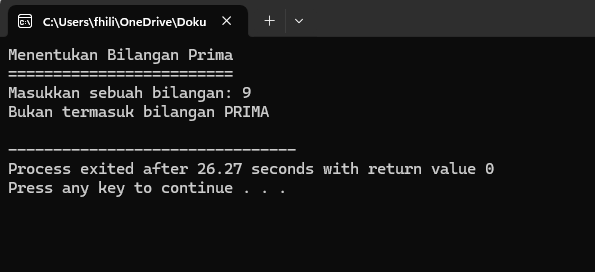 C:\Users\fhili\OneDrive\Doku
Menentukan Bilangan Prima
=========================
Masukkan sebuah bilangan: 9
Bukan termasuk bilangan PRIMA
--------------------------------
Process exited after 26.27 seconds with return value 0
Press any key to continue . . .